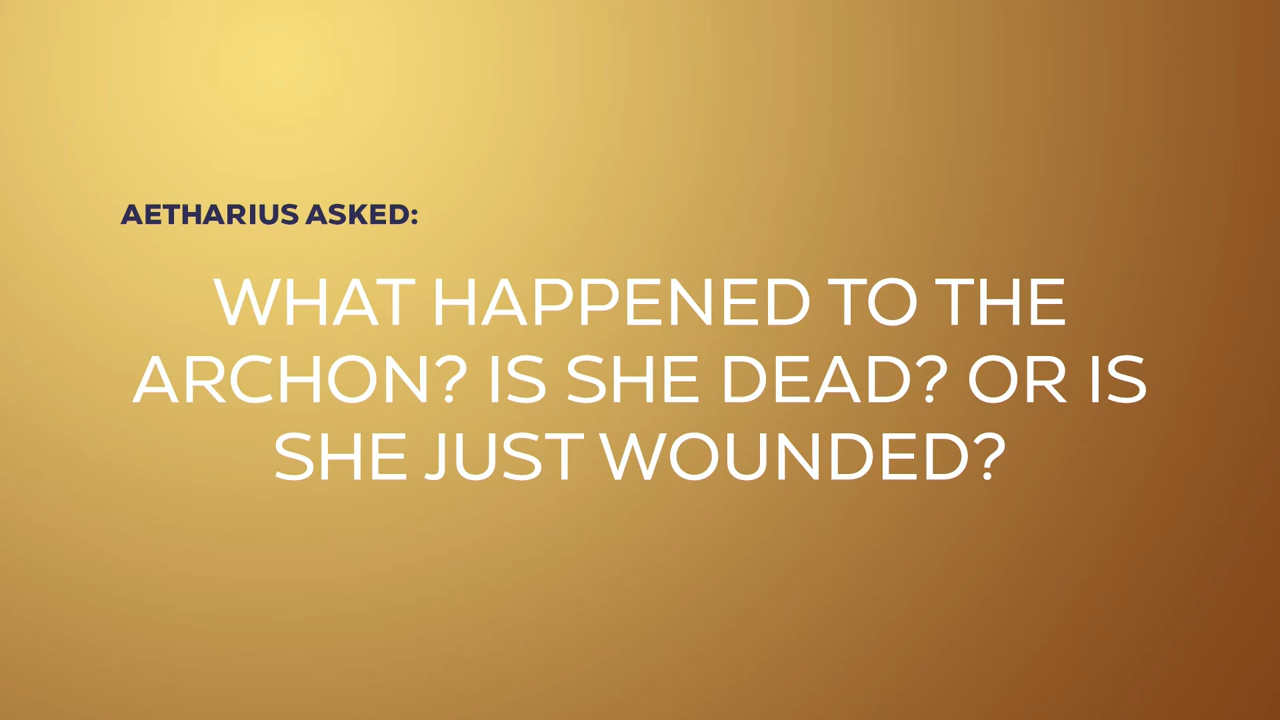 AETHARIUS ASKED:
WHAT HAPPENED TO THE
ARCHON? IS SHE DEAD? OR IS
SHE JUST WOUNDED?